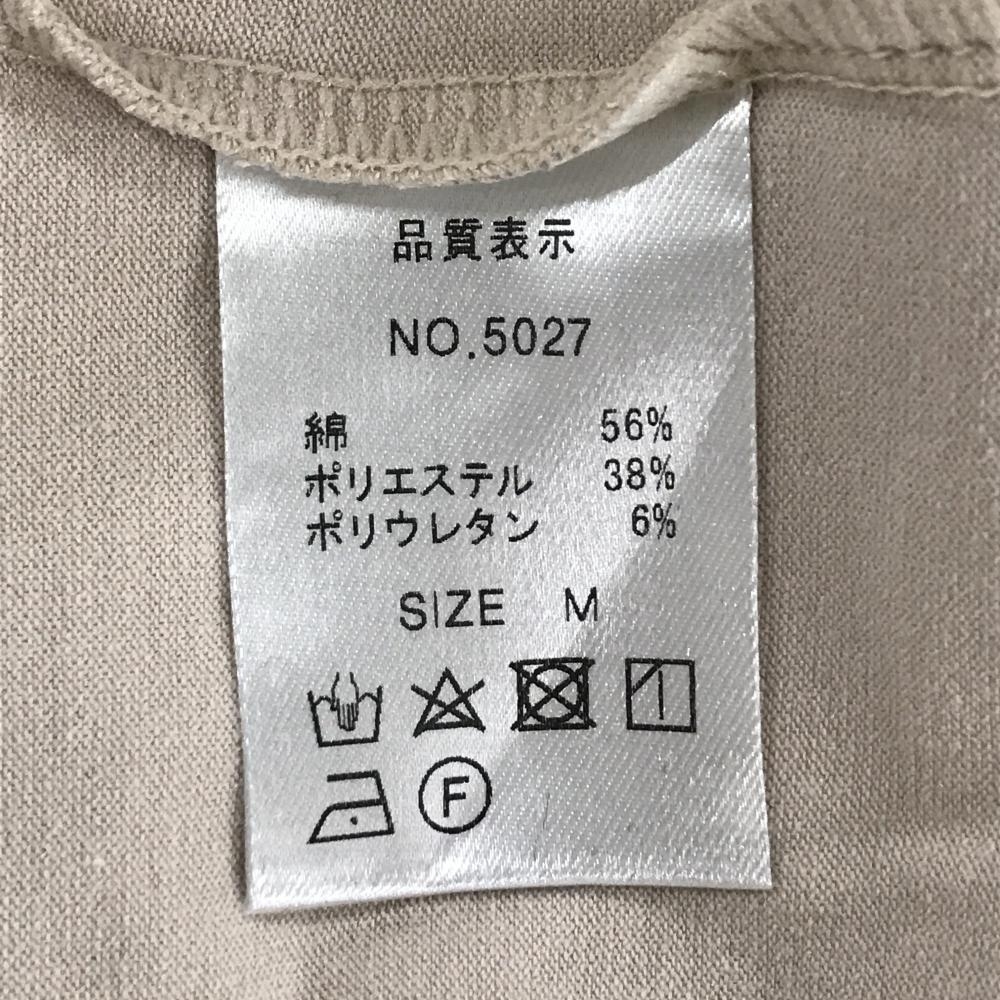 品質表示
NO.5027
綿 56%
ポリエステル 38%
ポリウレタン 6%
SIZE M
F